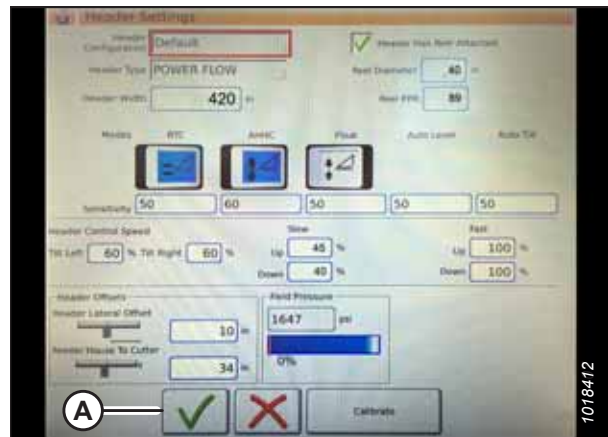 Header Settings
Header Configuration Default
Header Has Reel Attached
Header Type POWER FLOW
Reel Diameter 40 in
Header Width 420 in
Reel PPR 89
Modes RTC AHHC Float Auto Level Auto Tilt
Sensitivity 50 60 50 50 50
Header Control Speed
Slow
Fast
Tilt Left 60 % Tilt Right 60 %
Up 46 %
Up 100 %
Down 40 %
Down 100 %
Header Offsets
Field Pressure
Header Lateral Offset
10 in
1647 psi
Feeder House To Cutter
34 in
0%
A
Calibrate
1018412